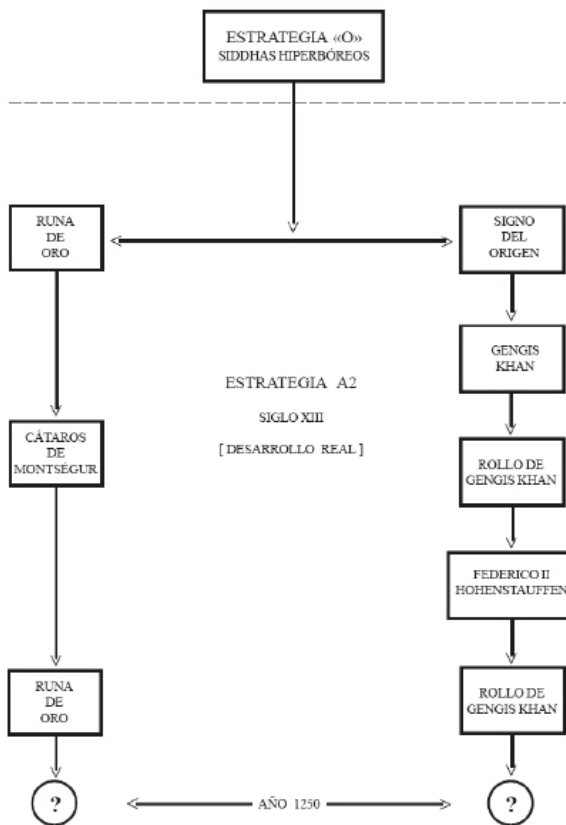 ESTRATEGIA «O»
SIDDHAS HIPERBÓREOS
RUNA
DE
ORO
SIGNO
DEL
ORIGEN
GENGIS
KHAN
ESTRATEGIA A2
SIGLO XIII
[ DESARROLLO REAL ]
CÁTAROS
DE
MONTSÉGUR
ROLLO DE
GENGIS KHAN
FEDERICO II
HOHENSTAUFFEN
RUNA
DE
ORO
ROLLO DE
GENGIS KHAN
?
AÑO 1250
?